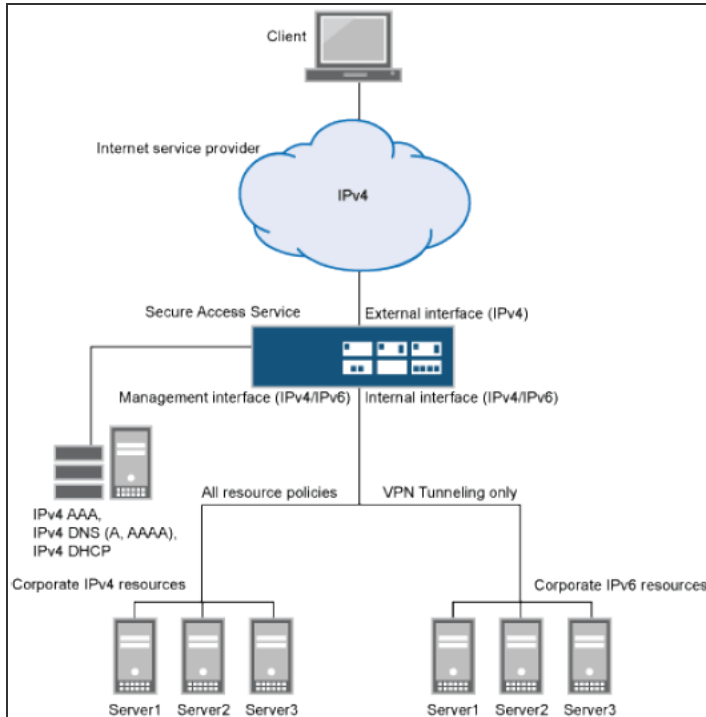 Client
Internet service provider
IPv4
Secure Access Service
External interface (IPv4)
Management interface (IPv4/IPv6)
Internal interface (IPv4/IPv6)
All resource policies
VPN Tunneling only
IPv4 AAA,
IPv4 DNS (A, AAAA),
IPv4 DHCP
Corporate IPv4 resources
Corporate IPv6 resources
Server1
Server2
Server3
Server1
Server2
Server3